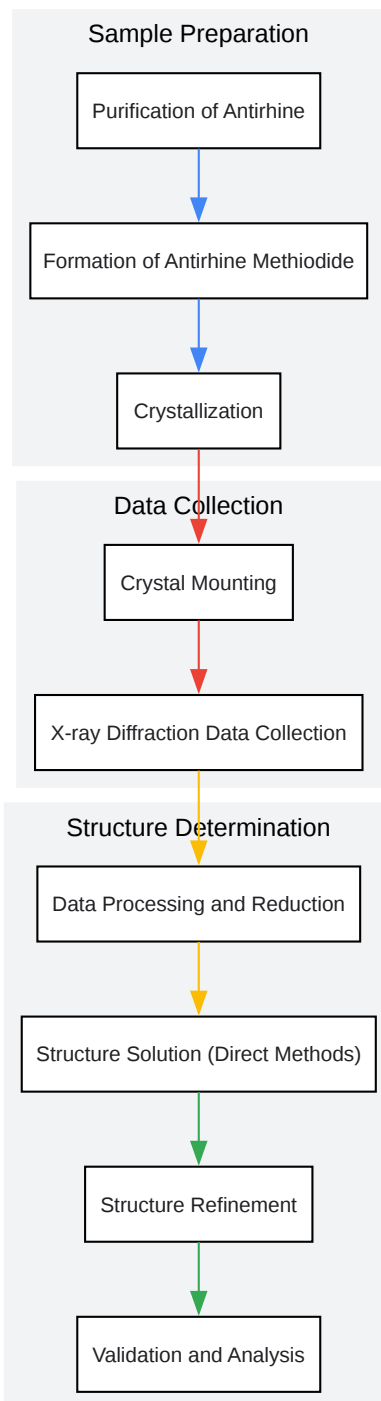 Sample Preparation
Purification of Antirhine
Formation of Antirhine Methiodide
Crystallization
Data Collection
Crystal Mounting
X-ray Diffraction Data Collection
Structure Determination
Data Processing and Reduction
Structure Solution (Direct Methods)
Structure Refinement
Validation and Analysis